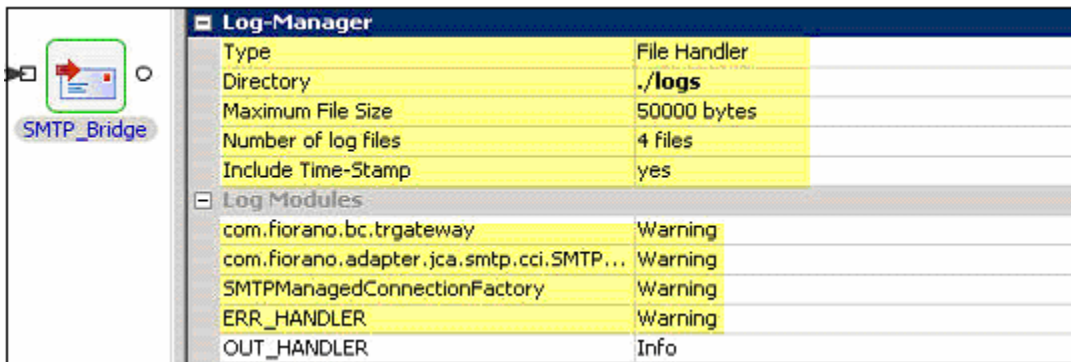 SMTP_Bridge
Log-Manager
Type File Handler
Directory ./logs
Maximum File Size 50000 bytes
Number of log files 4 files
Include Time-Stamp yes
Log Modules
com.fiorano.bc.trgateway Warning
com.fiorano.adapter.jca.smtp.cci.SMTP... Warning
SMTPManagedConnectionFactory Warning
ERR_HANDLER Warning
OUT_HANDLER Info